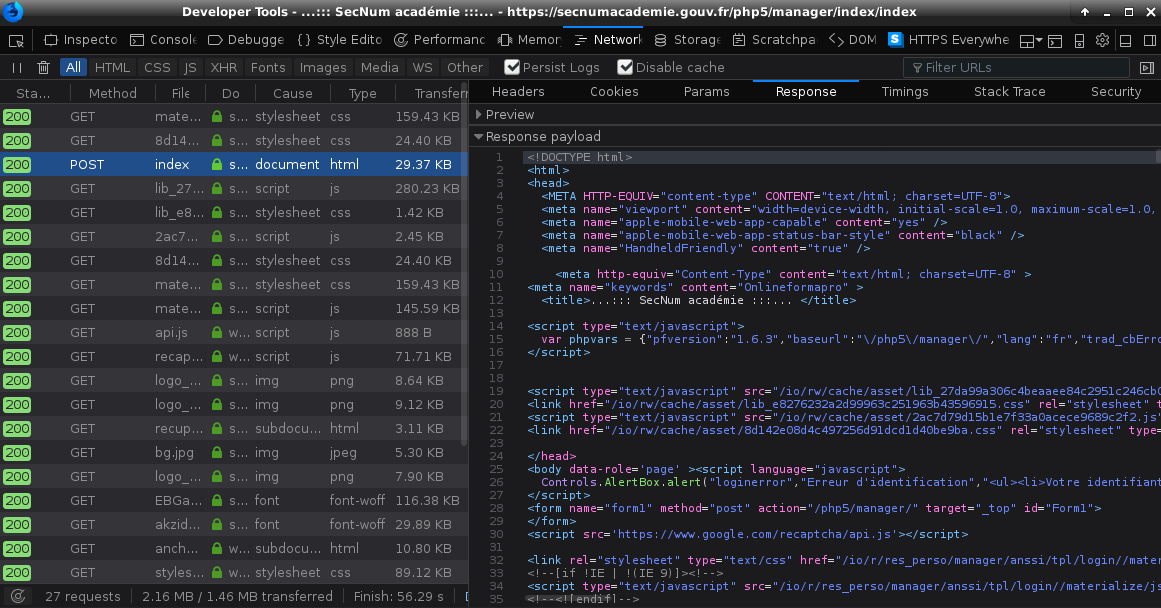 Developer Tools - ...::: SecNum académie :::... - https://secnumacademie.gouv.fr/php5/manager/index/index
Inspecto Console Debugge {} Style Edito Performanc Memor Network Storag Scratchpa DOM S HTTPS Everywhe
All HTML CSS JS XHR Fonts Images Media WS Other Persist Logs Disable cache Filter URLs
Sta... Method File Do Cause Type Transferr
Headers Cookies Params Response Timings Stack Trace Security
200 GET mate... s... stylesheet css 159.43 KB
200 GET 8d14... s... stylesheet css 24.40 KB
200 POST index s... document html 29.37 KB
200 GET lib_27... s... script js 280.23 KB
200 GET lib_e8... s... stylesheet css 1.42 KB
200 GET 2ac7... s... script js 2.45 KB
200 GET 8d14... s... stylesheet css 24.40 KB
200 GET mate... s... stylesheet css 159.43 KB
200 GET mate... s... script js 145.59 KB
200 GET api.js w... script js 888 B
200 GET recap... w... script js 71.71 KB
200 GET logo_... s... img png 8.64 KB
200 GET logo_... s... img png 9.12 KB
200 GET recup... s... subdocu... html 3.11 KB
200 GET bg.jpg s... img jpeg 5.30 KB
200 GET logo_... s... img png 7.90 KB
200 GET EBGa... s... font font-woff 116.38 KB
200 GET akzid... s... font font-woff 29.89 KB
200 GET anch... w... subdocu... html 10.80 KB
200 GET styles... w... stylesheet css 89.12 KB
27 requests 2.16 MB / 1.46 MB transferred Finish: 56.29 s
Preview
Response payload
1 <!DOCTYPE html>
2 <html>
3 <head>
4 <META HTTP-EQUIV="content-type" CONTENT="text/html; charset=UTF-8">
5 <meta name="viewport" content="width=device-width, initial-scale=1.0, maximum-scale=1.0,
6 <meta name="apple-mobile-web-app-capable" content="yes" />
7 <meta name="apple-mobile-web-app-status-bar-style" content="black" />
8 <meta name="HandheldFriendly" content="true" />
9
10 <meta http-equiv="Content-Type" content="text/html; charset=UTF-8" >
11 <meta name="keywords" content="Onlineformapro" >
12 <title>...::: SecNum académie :::... </title>
13
14 <script type="text/javascript">
15 var phpvars = {"pfversion":"1.6.3","baseurl":"\/php5\/manager\/","lang":"fr","trad_cbErro
16 </script>
17
18
19 <script type="text/javascript" src="/io/rw/cache/asset/lib_27da99a306c4beaaee84c2951c246cb0
20 <link href="/io/rw/cache/asset/lib_e8276232a2d99963c251963b43596915.css" rel="stylesheet" t
21 <script type="text/javascript" src="/io/rw/cache/asset/2ac7d79d15b1e7f33a0acece9689c2f2.js"
22 <link href="/io/rw/cache/asset/8d142e08d4c497256d91dcd1d40be9ba.css" rel="stylesheet" type=
23
24 </head>
25 <body data-role='page' ><script language="javascript">
26 Controls.AlertBox.alert("loginerror","Erreur d'identification","<ul><li>Votre identifiant
27 </script>
28 <form name="form1" method="post" action="/php5/manager/" target="_top" id="Form1">
29 </form>
30 <script src='https://www.google.com/recaptcha/api.js'></script>
31
32 <link rel="stylesheet" type="text/css" href="/io/r/res_perso/manager/anssi/tpl/login//mater
33 <!--[if !IE | !(IE 9)]><!-->
34 <script type="text/javascript" src="/io/r/res_perso/manager/anssi/tpl/login//materialize/js
35 <!--<![endif]-->